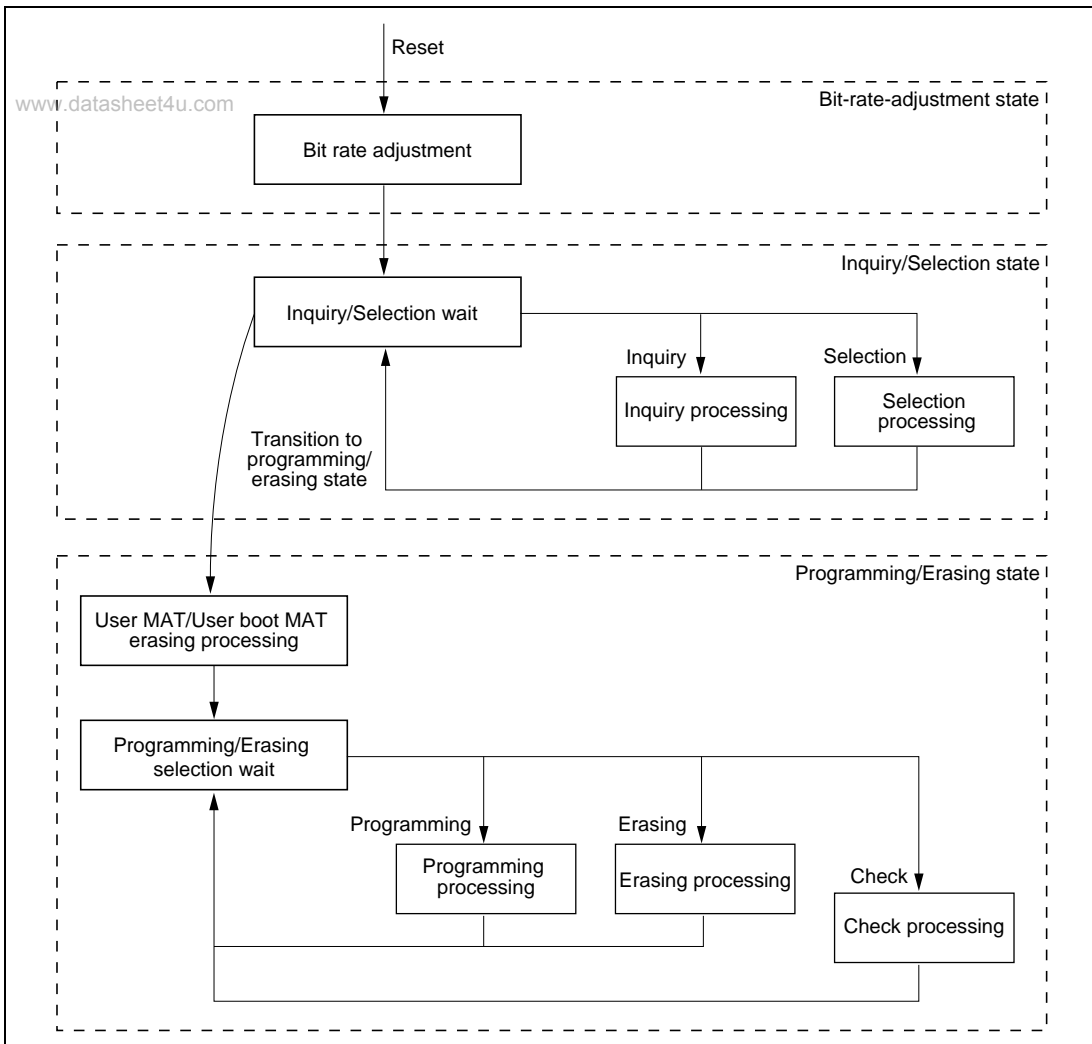 Reset
www.datasheet4u.com
Bit-rate-adjustment state
Bit rate adjustment
Inquiry/Selection state
Inquiry/Selection wait
Inquiry
Selection
Inquiry processing
Selection
processing
Transition to
programming/
erasing state
Programming/Erasing state
User MAT/User boot MAT
erasing processing
Programming/Erasing
selection wait
Programming
Erasing
Programming
processing
Erasing processing
Check
Check processing